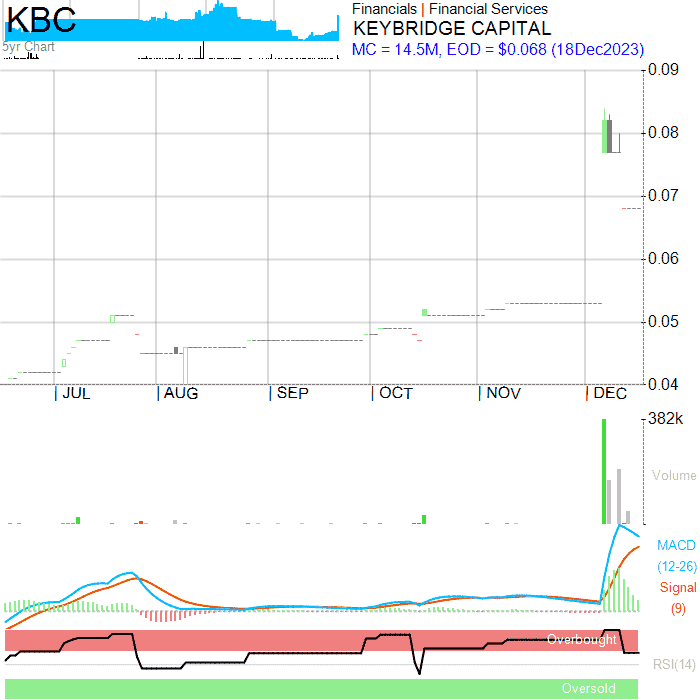 KBC
5yr Chart
Financials | Financial Services
KEYBRIDGE CAPITAL
MC = 14.5M, EOD = $0.068 (18Dec2023)
0.09
0.08
0.07
0.06
0.05
0.04
JUL AUG SEP OCT NOV DEC
382k
Volume
MACD
(12-26)
Signal
(9)
Overbought
RSI(14)
Oversold